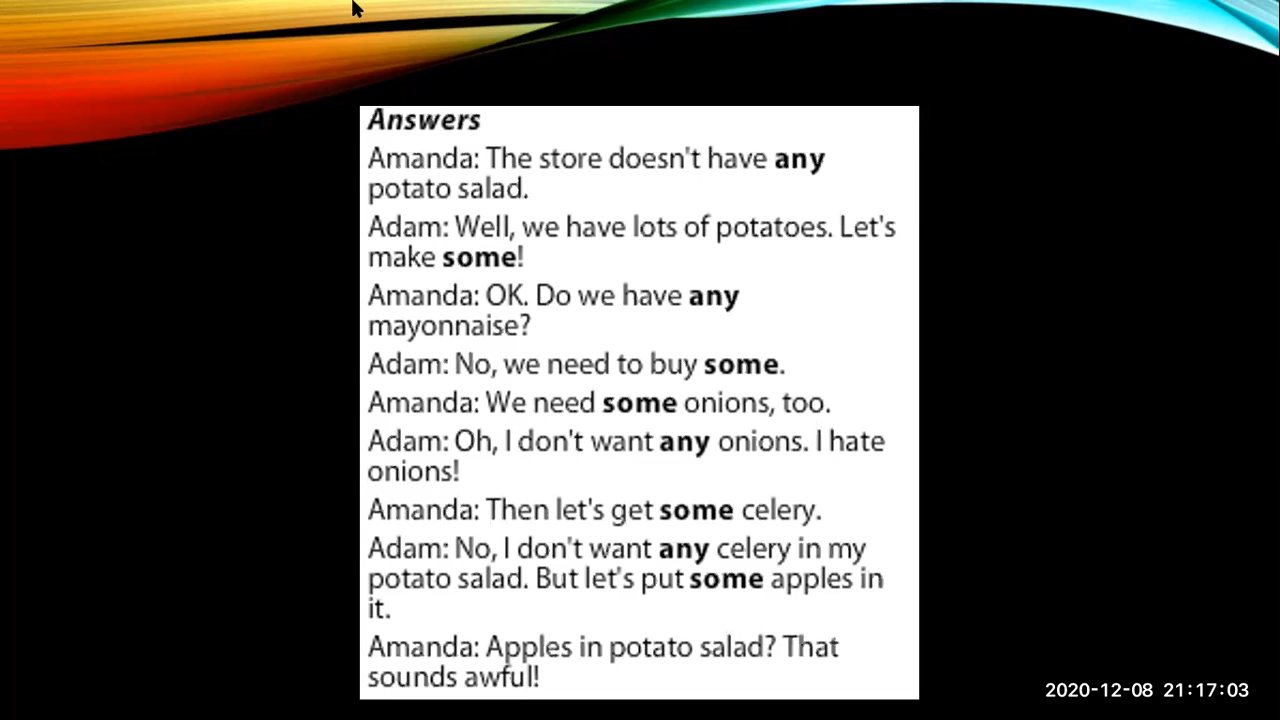 Answers
Amanda: The store doesn't have any
potato salad.
Adam: Well, we have lots of potatoes. Let's
make some!
Amanda: OK. Do we have any
mayonnaise?
Adam: No, we need to buy some.
Amanda: We need some onions, too.
Adam: Oh, I don't want any onions. I hate
onions!
Amanda: Then let's get some celery.
Adam: No, I don't want any celery in my
potato salad. But let's put some apples in
it.
Amanda: Apples in potato salad? That
sounds awful!
2020-12-08 21:17:03